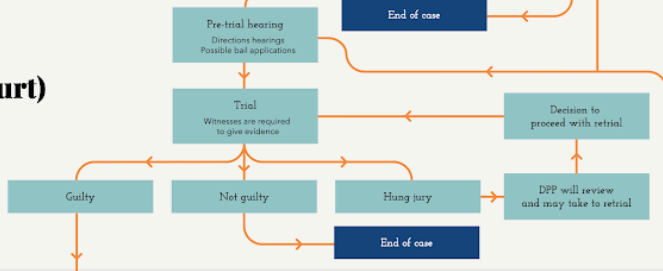 Pre-trial hearing
Directions hearings
Possible bail applications
End of case
urt)
Trial
Witnesses are required
to give evidence
Decision to
proceed with retrial
Guilty
Not guilty
Hung jury
DPP will review
and may take to retrial
End of case